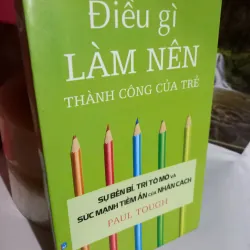 Điều gì
LÀM NÊN
THÀNH CÔNG CỦA TRẺ
SỰ BỀN BỈ, TRÍ TÒ MÒ VÀ
SỨC MẠNH TIỀM ẨN CỦA NHÂN CÁCH
PAUL TOUGH